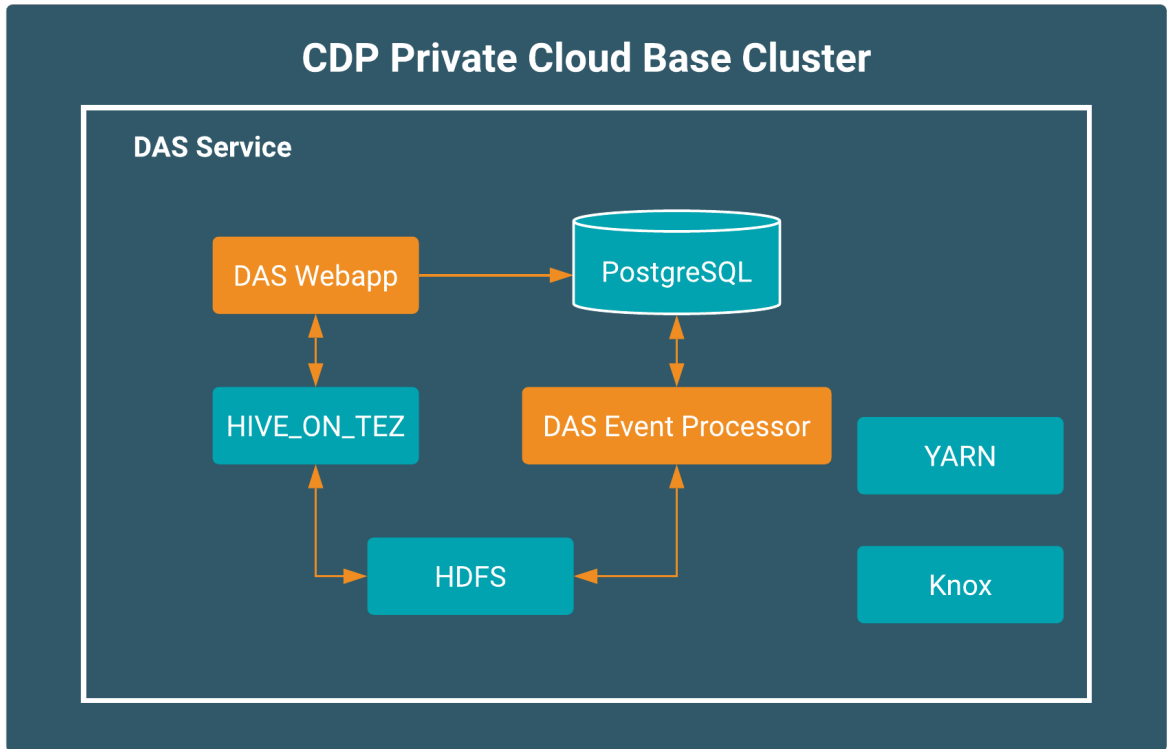 CDP Private Cloud Base Cluster
DAS Service
DAS Webapp
PostgreSQL
HIVE_ON_TEZ
DAS Event Processor
YARN
HDFS
Knox